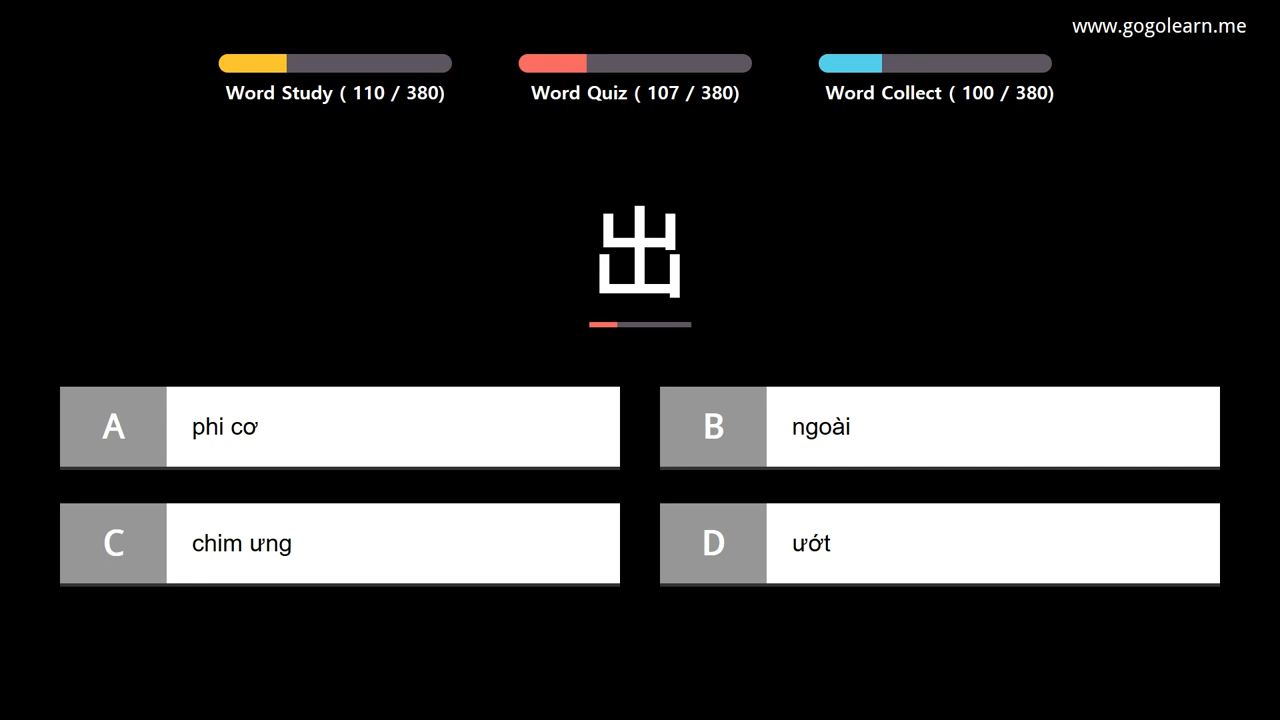 www.gogolearn.me
Word Study ( 110 / 380)
Word Quiz ( 107 / 380)
Word Collect ( 100 / 380)
出
A phi cơ
B ngoài
C chim ưng
D ướt